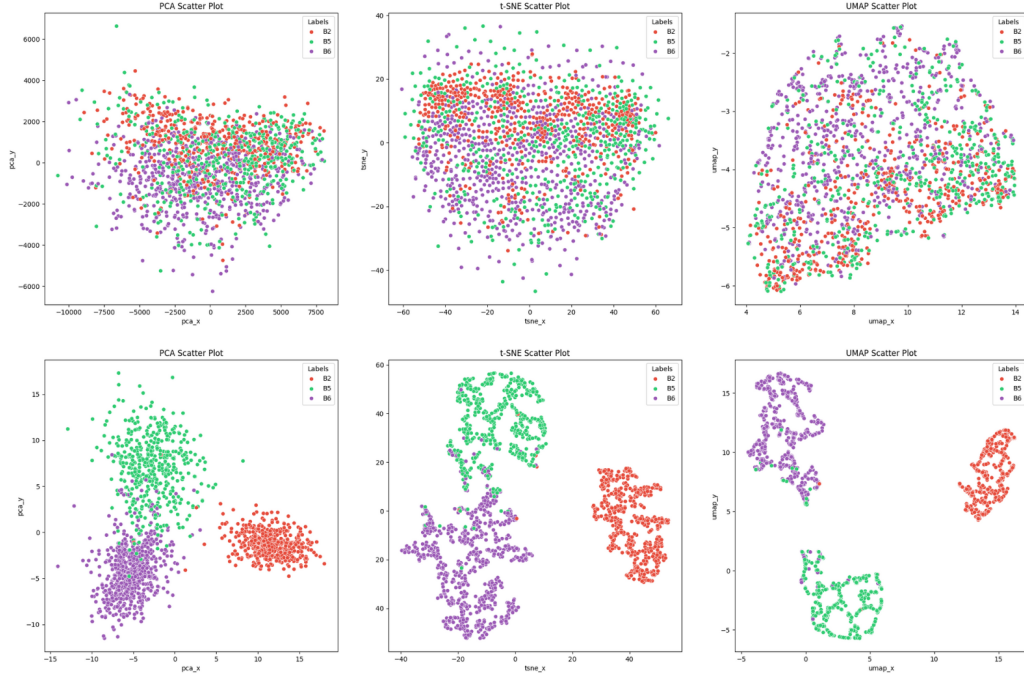 PCA Scatter Plot
Labels
B2
B5
B6
6000
4000
2000
0
−2000
−4000
−6000
pca_y
−10000 −7500 −5000 −2500 0 2500 5000 7500
pca_x
t-SNE Scatter Plot
Labels
B2
B5
B6
40
20
0
−20
−40
tsne_y
−60 −40 −20 0 20 40 60
tsne_x
UMAP Scatter Plot
Labels
B2
B5
B6
−2
−3
−4
−5
−6
umap_y
4 6 8 10 12 14
umap_x
PCA Scatter Plot
Labels
B2
B5
B6
15
10
5
0
−5
−10
pca_y
−15 −10 −5 0 5 10 15
pca_x
t-SNE Scatter Plot
Labels
B2
B5
B6
60
40
20
0
20
40
tsne_y
−40 −20 0 20 40
tsne_x
UMAP Scatter Plot
Labels
B2
B5
B6
15
10
5
0
−5
umap_y
−5 0 5 10 15
umap_x